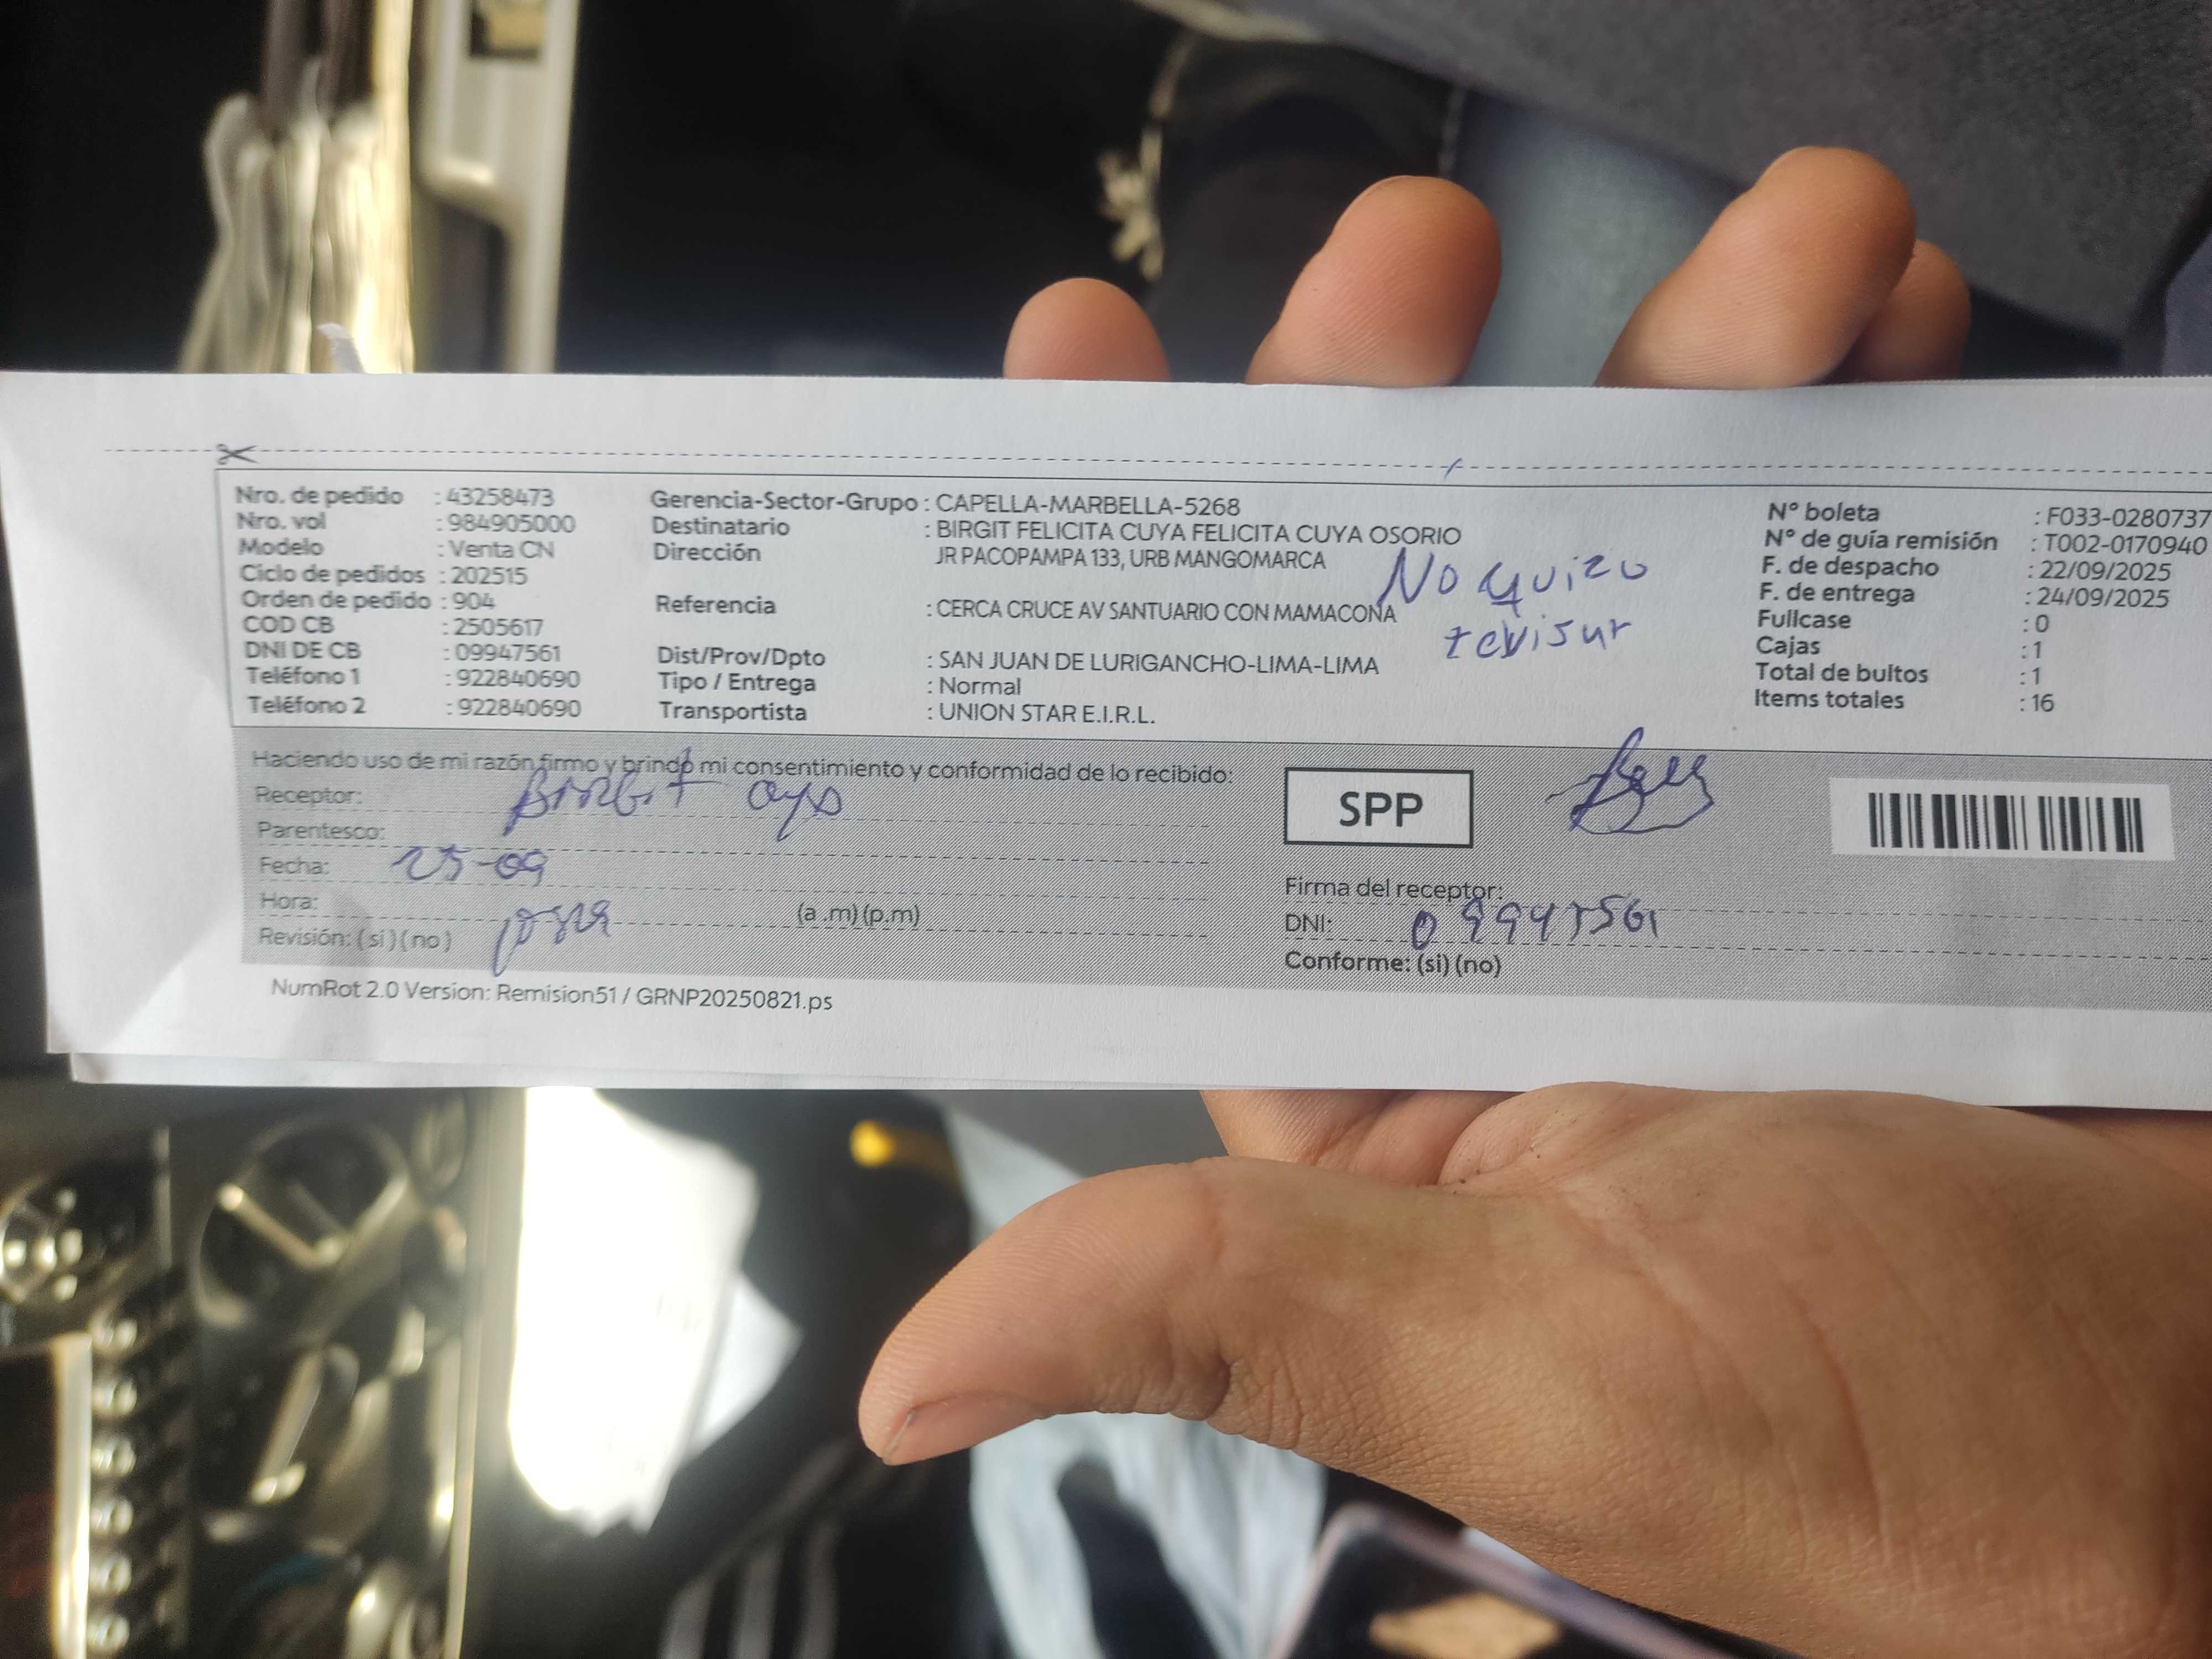 Nro. de pedido : 43258473
Nro. vol : 984905000
Modelo : Venta CN
Ciclo de pedidos : 202515
Orden de pedido : 904
COD CB : 2505617
DNI DE CB : 09947561
Teléfono 1 : 922840690
Teléfono 2 : 922840690
Gerencia-Sector-Grupo : CAPELLA-MARBELLA-5268
Destinatario : BIRGIT FELICITA CUYA FELICITA CUYA OSORIO
Dirección JR PACOPAMPA 133, URB MANGOMARCA
Referencia : CERCA CRUCE AV SANTUARIO CON MAMACONA
Dist/Prov/Dpto : SAN JUAN DE LURIGANCHO-LIMA-LIMA
Tipo / Entrega : Normal
Transportista : UNION STAR E.I.R.L.
No quizo
revisar
N° boleta : F033-0280737
N° de guía remisión : T002-0170940
F. de despacho : 22/09/2025
F. de entrega : 24/09/2025
Fullcase : 0
Cajas : 1
Total de bultos : 1
Items totales : 16
Haciendo uso de mi razón firmo y brindo mi consentimiento y conformidad de lo recibido:
Receptor:
Parentesco:
Fecha: 25-09
Hora: (a .m) (p.m)
Revisión: (si) (no)
SPP
Firma del receptor:
DNI: 09947561
Conforme: (si) (no)
NumRot 2.0 Version: Remision51 / GRNP20250821.ps